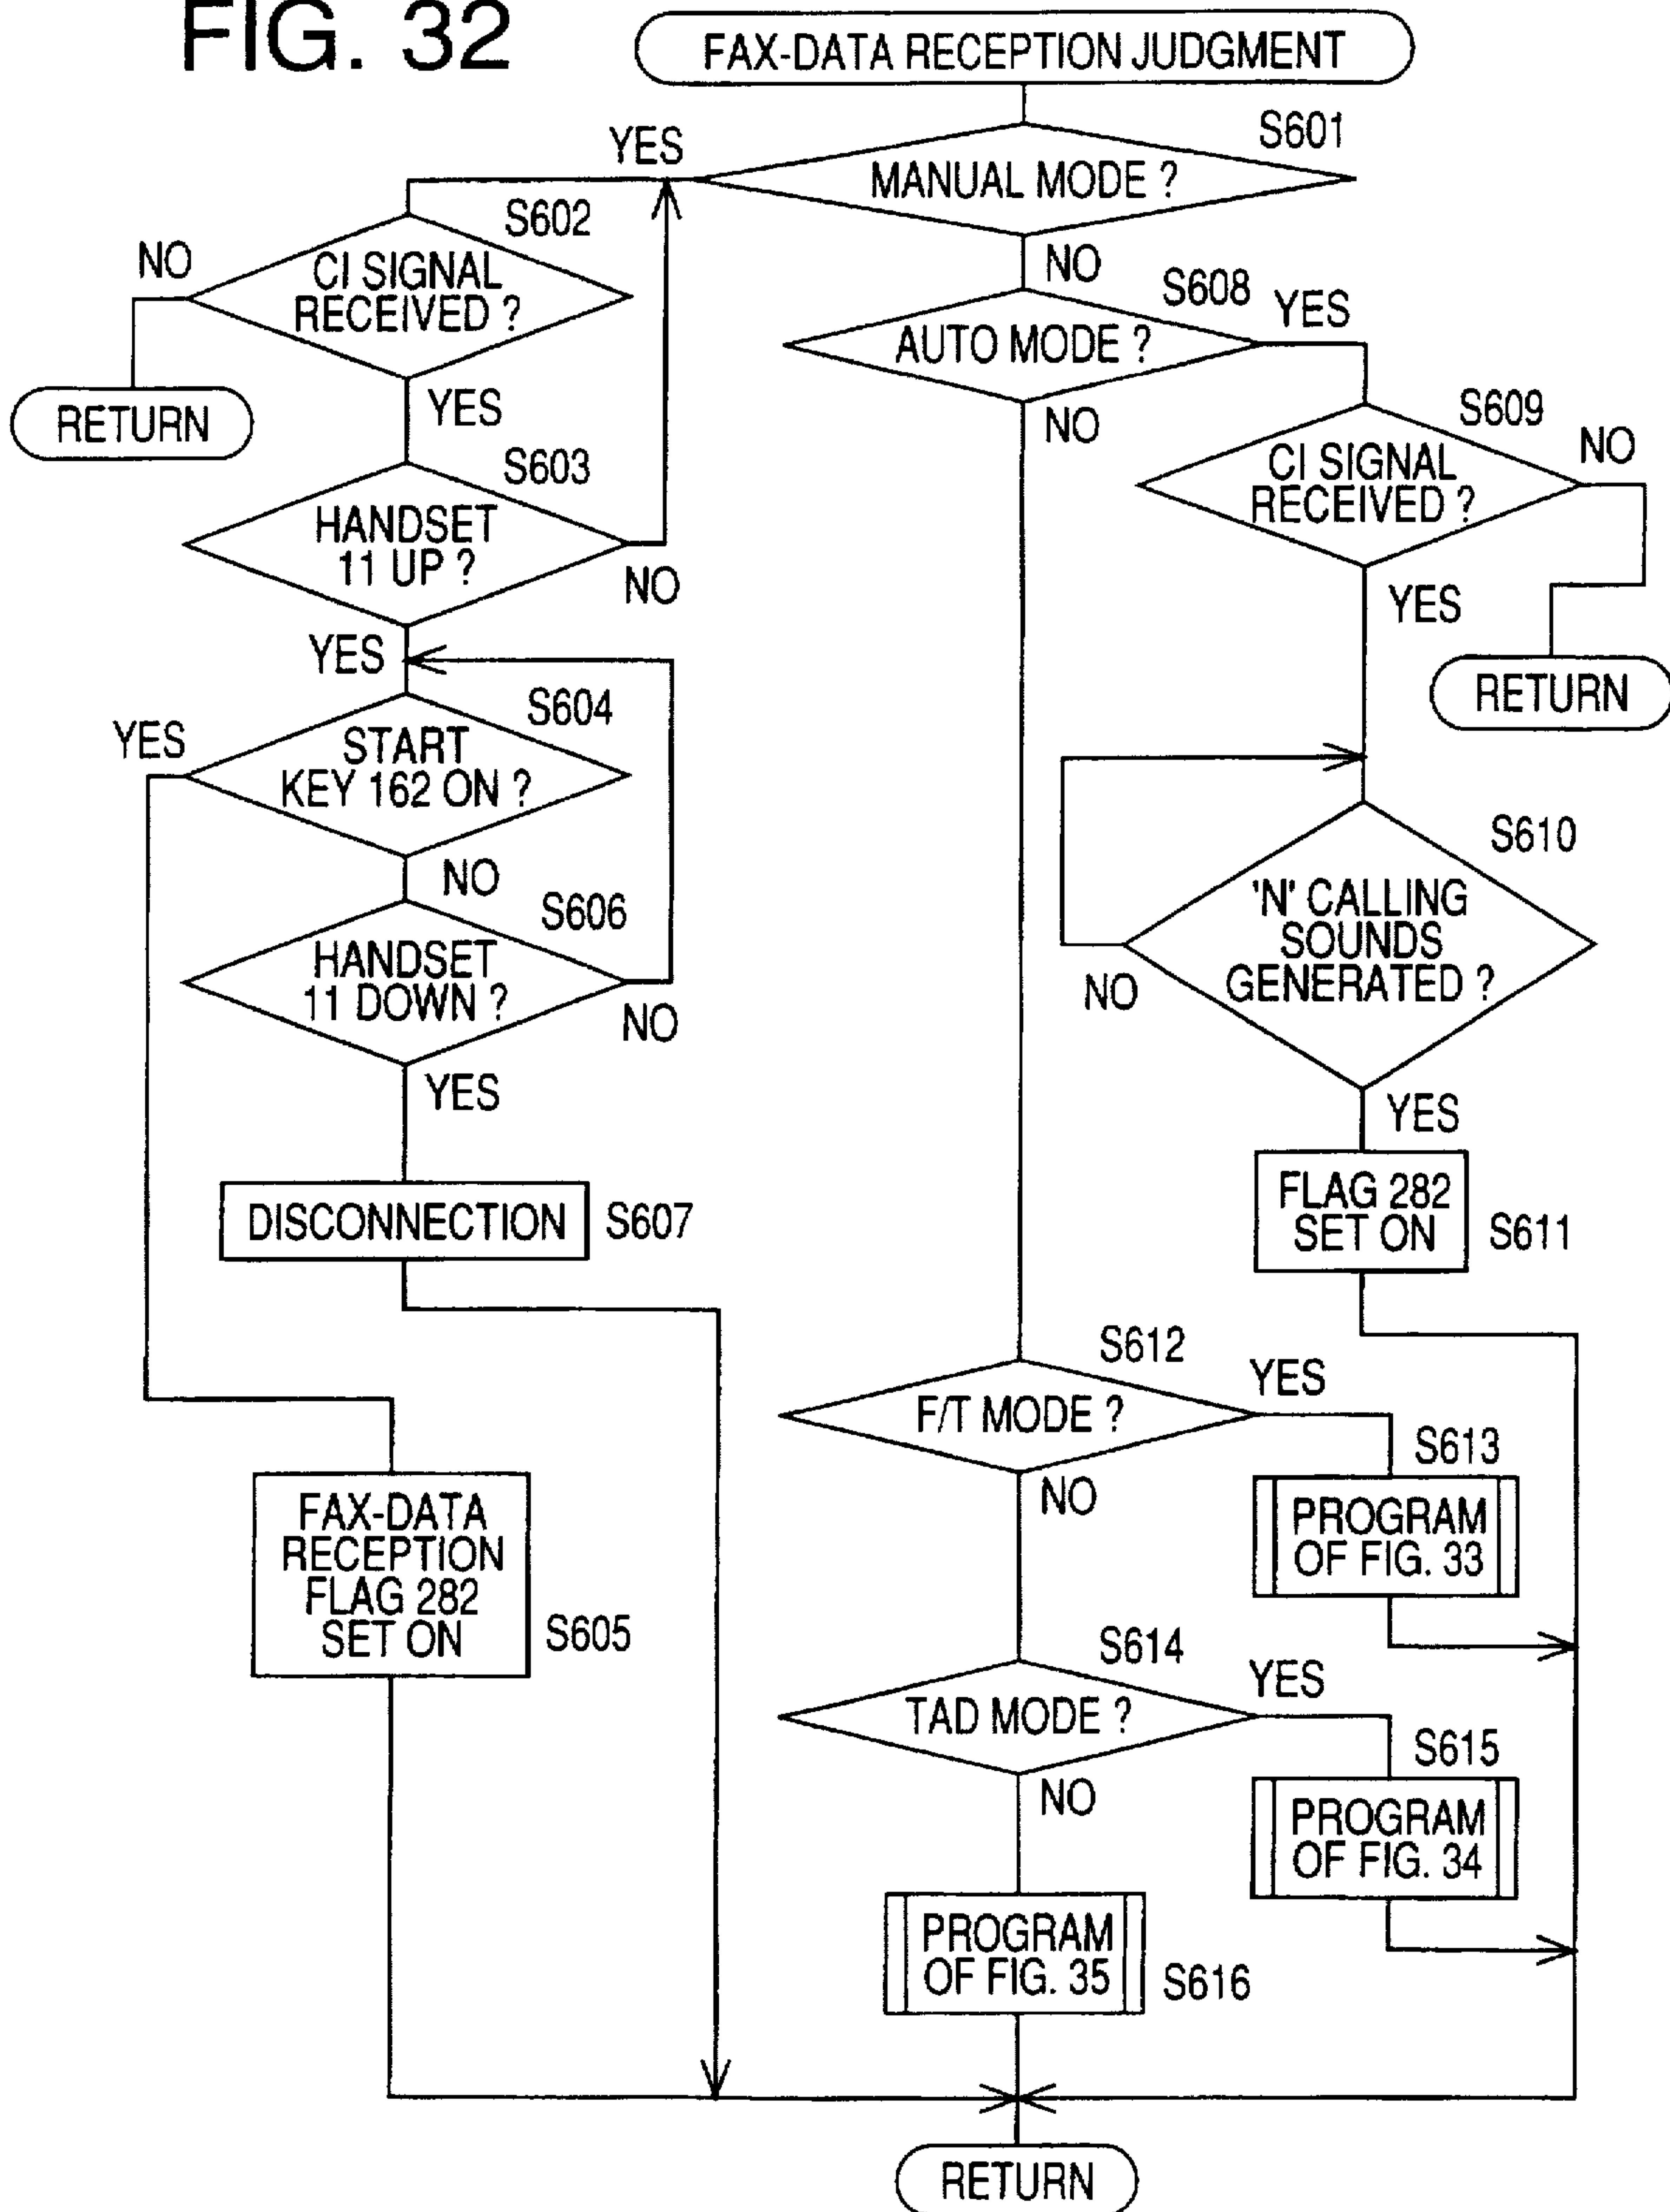 FIG. 32
FAX-DATA RECEPTION JUDGMENT
S601
YES
MANUAL MODE ?
NO
S602
NO
CI SIGNAL
RECEIVED ?
RETURN
YES
S603
HANDSET
11 UP ?
NO
YES
S604
YES
START
KEY 162 ON ?
NO
S606
HANDSET
11 DOWN ?
NO
YES
DISCONNECTION
S607
FAX-DATA
RECEPTION
FLAG 282
SET ON
S605
S608
YES
AUTO MODE ?
NO
S609
NO
CI SIGNAL
RECEIVED ?
YES
RETURN
S610
'N' CALLING
SOUNDS
GENERATED ?
NO
YES
FLAG 282
SET ON
S611
S612
YES
F/T MODE ?
NO
S613
PROGRAM
OF FIG. 33
S614
YES
TAD MODE ?
NO
S615
PROGRAM
OF FIG. 34
PROGRAM
OF FIG. 35
S616
RETURN